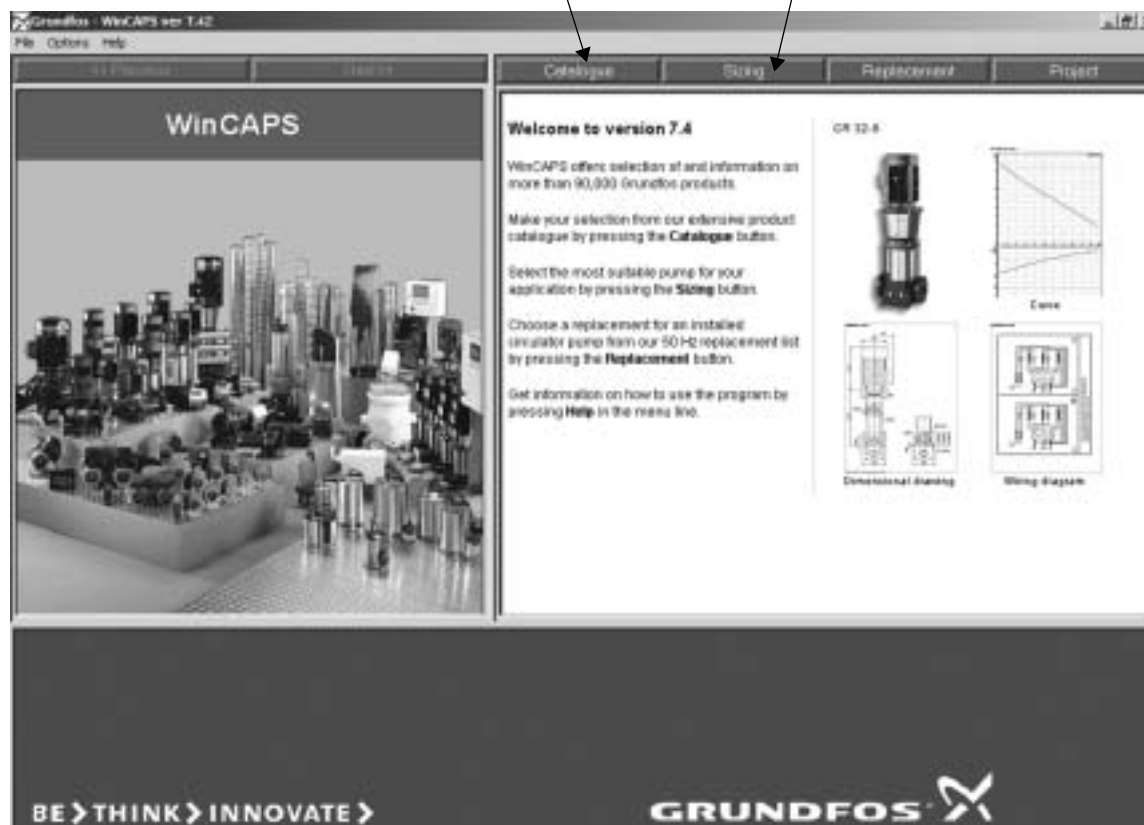 Grundfos - WinCAPS ver 7.42
File Options Help
Catalogue Sizing Replacement Project
WinCAPS
Welcome to version 7.4
WinCAPS offers selection of and information on
more than 90,000 Grundfos products.
Make your selection from our extensive product
catalogue by pressing the Catalogue button.
Select the most suitable pump for your
application by pressing the Sizing button.
Choose a replacement for an installed
circulator pump from our 50 Hz replacement list
by pressing the Replacement button.
Get information on how to use the program by
pressing Help in the menu line.
CR 32-6
Curve
Dimensional drawing
Wiring diagram
BE>THINK>INNOVATE>
GRUNDFOS